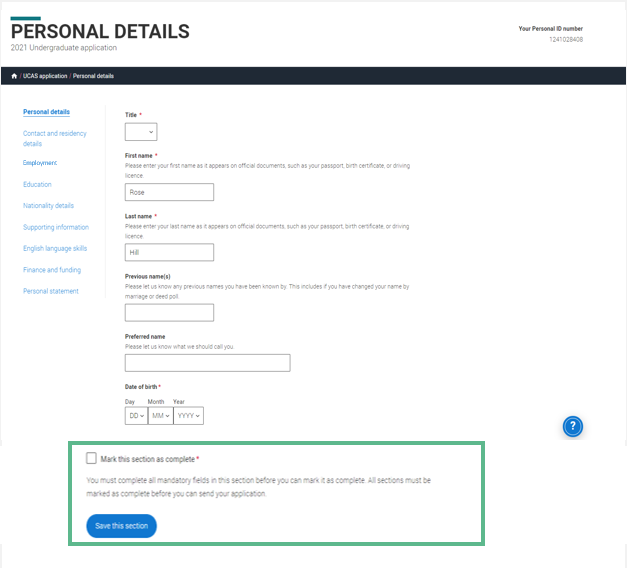 PERSONAL DETAILS
2021 Undergraduate application
Your Personal ID number
1241028408
/ UCAS application / Personal details
Personal details
Contact and residency
details
Employment
Education
Nationality details
Supporting information
English language skills
Finance and funding
Personal statement
Title *
First name *
Please enter your first name as it appears on official documents, such as your passport, birth certificate, or driving
licence.
Rose
Last name *
Please enter your last name as it appears on official documents, such as your passport, birth certificate, or driving
licence.
Hill
Previous name(s)
Please let us know any previous names you have been known by. This includes if you have changed your name by
marriage or deed poll.
Preferred name
Please let us know what we should call you.
Date of birth *
Day Month Year
DD MM YYYY
?
Mark this section as complete *
You must complete all mandatory fields in this section before you can mark it as complete. All sections must be
marked as complete before you can send your application.
Save this section